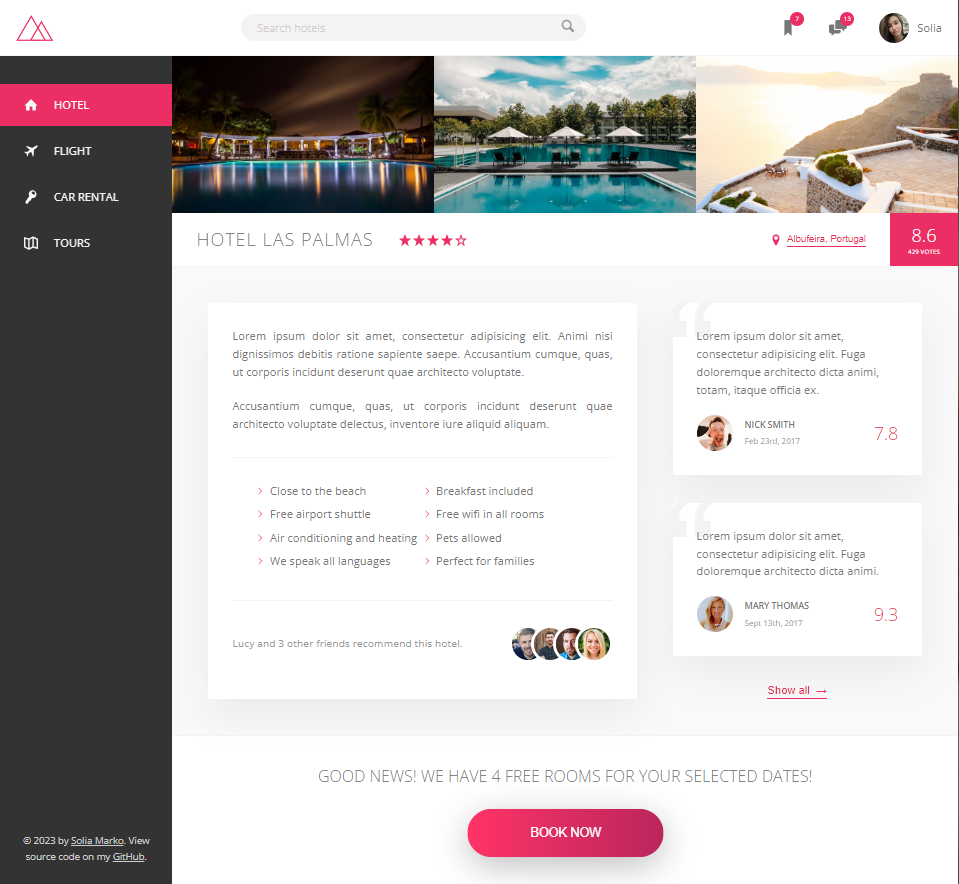 Search hotels
7
13
Solia
HOTEL
FLIGHT
CAR RENTAL
TOURS
HOTEL LAS PALMAS
Albufeira, Portugal
8.6
429 VOTES
Lorem ipsum dolor sit amet, consectetur adipisicing elit. Animi nisi
dignissimos debitis ratione sapiente saepe. Accusantium cumque, quas,
ut corporis incidunt deserunt quae architecto voluptate.
Accusantium cumque, quas, ut corporis incidunt deserunt quae
architecto voluptate delectus, inventore iure aliquid aliquam.
Close to the beach
Breakfast included
Free airport shuttle
Free wifi in all rooms
Air conditioning and heating
Pets allowed
We speak all languages
Perfect for families
Lucy and 3 other friends recommend this hotel.
“
Lorem ipsum dolor sit amet,
consectetur adipisicing elit. Fuga
doloremque architecto dicta animi,
totam, itaque officia ex.
NICK SMITH
Feb 23rd, 2017
7.8
“
Lorem ipsum dolor sit amet,
consectetur adipisicing elit. Fuga
doloremque architecto dicta animi.
MARY THOMAS
Sept 13th, 2017
9.3
Show all →
GOOD NEWS! WE HAVE 4 FREE ROOMS FOR YOUR SELECTED DATES!
BOOK NOW
© 2023 by Solia Marko. View
source code on my GitHub.